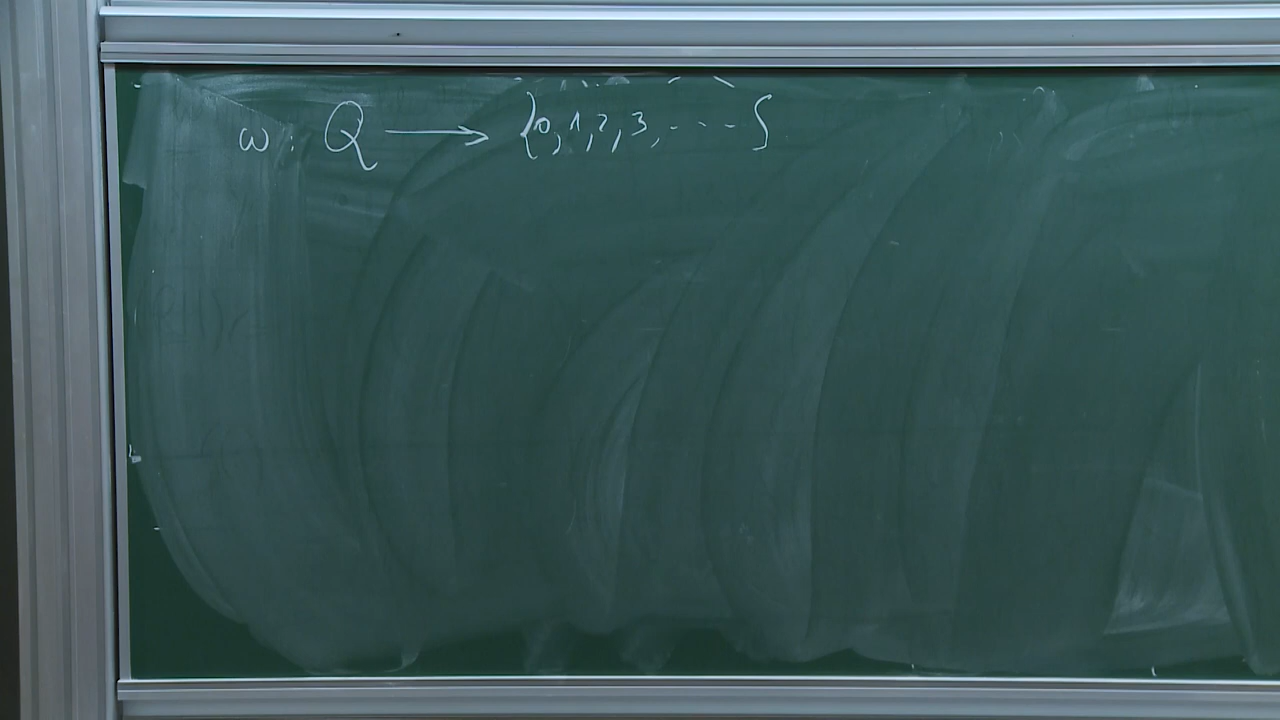 ω: Q ⟶ {0,1,2,3,---}